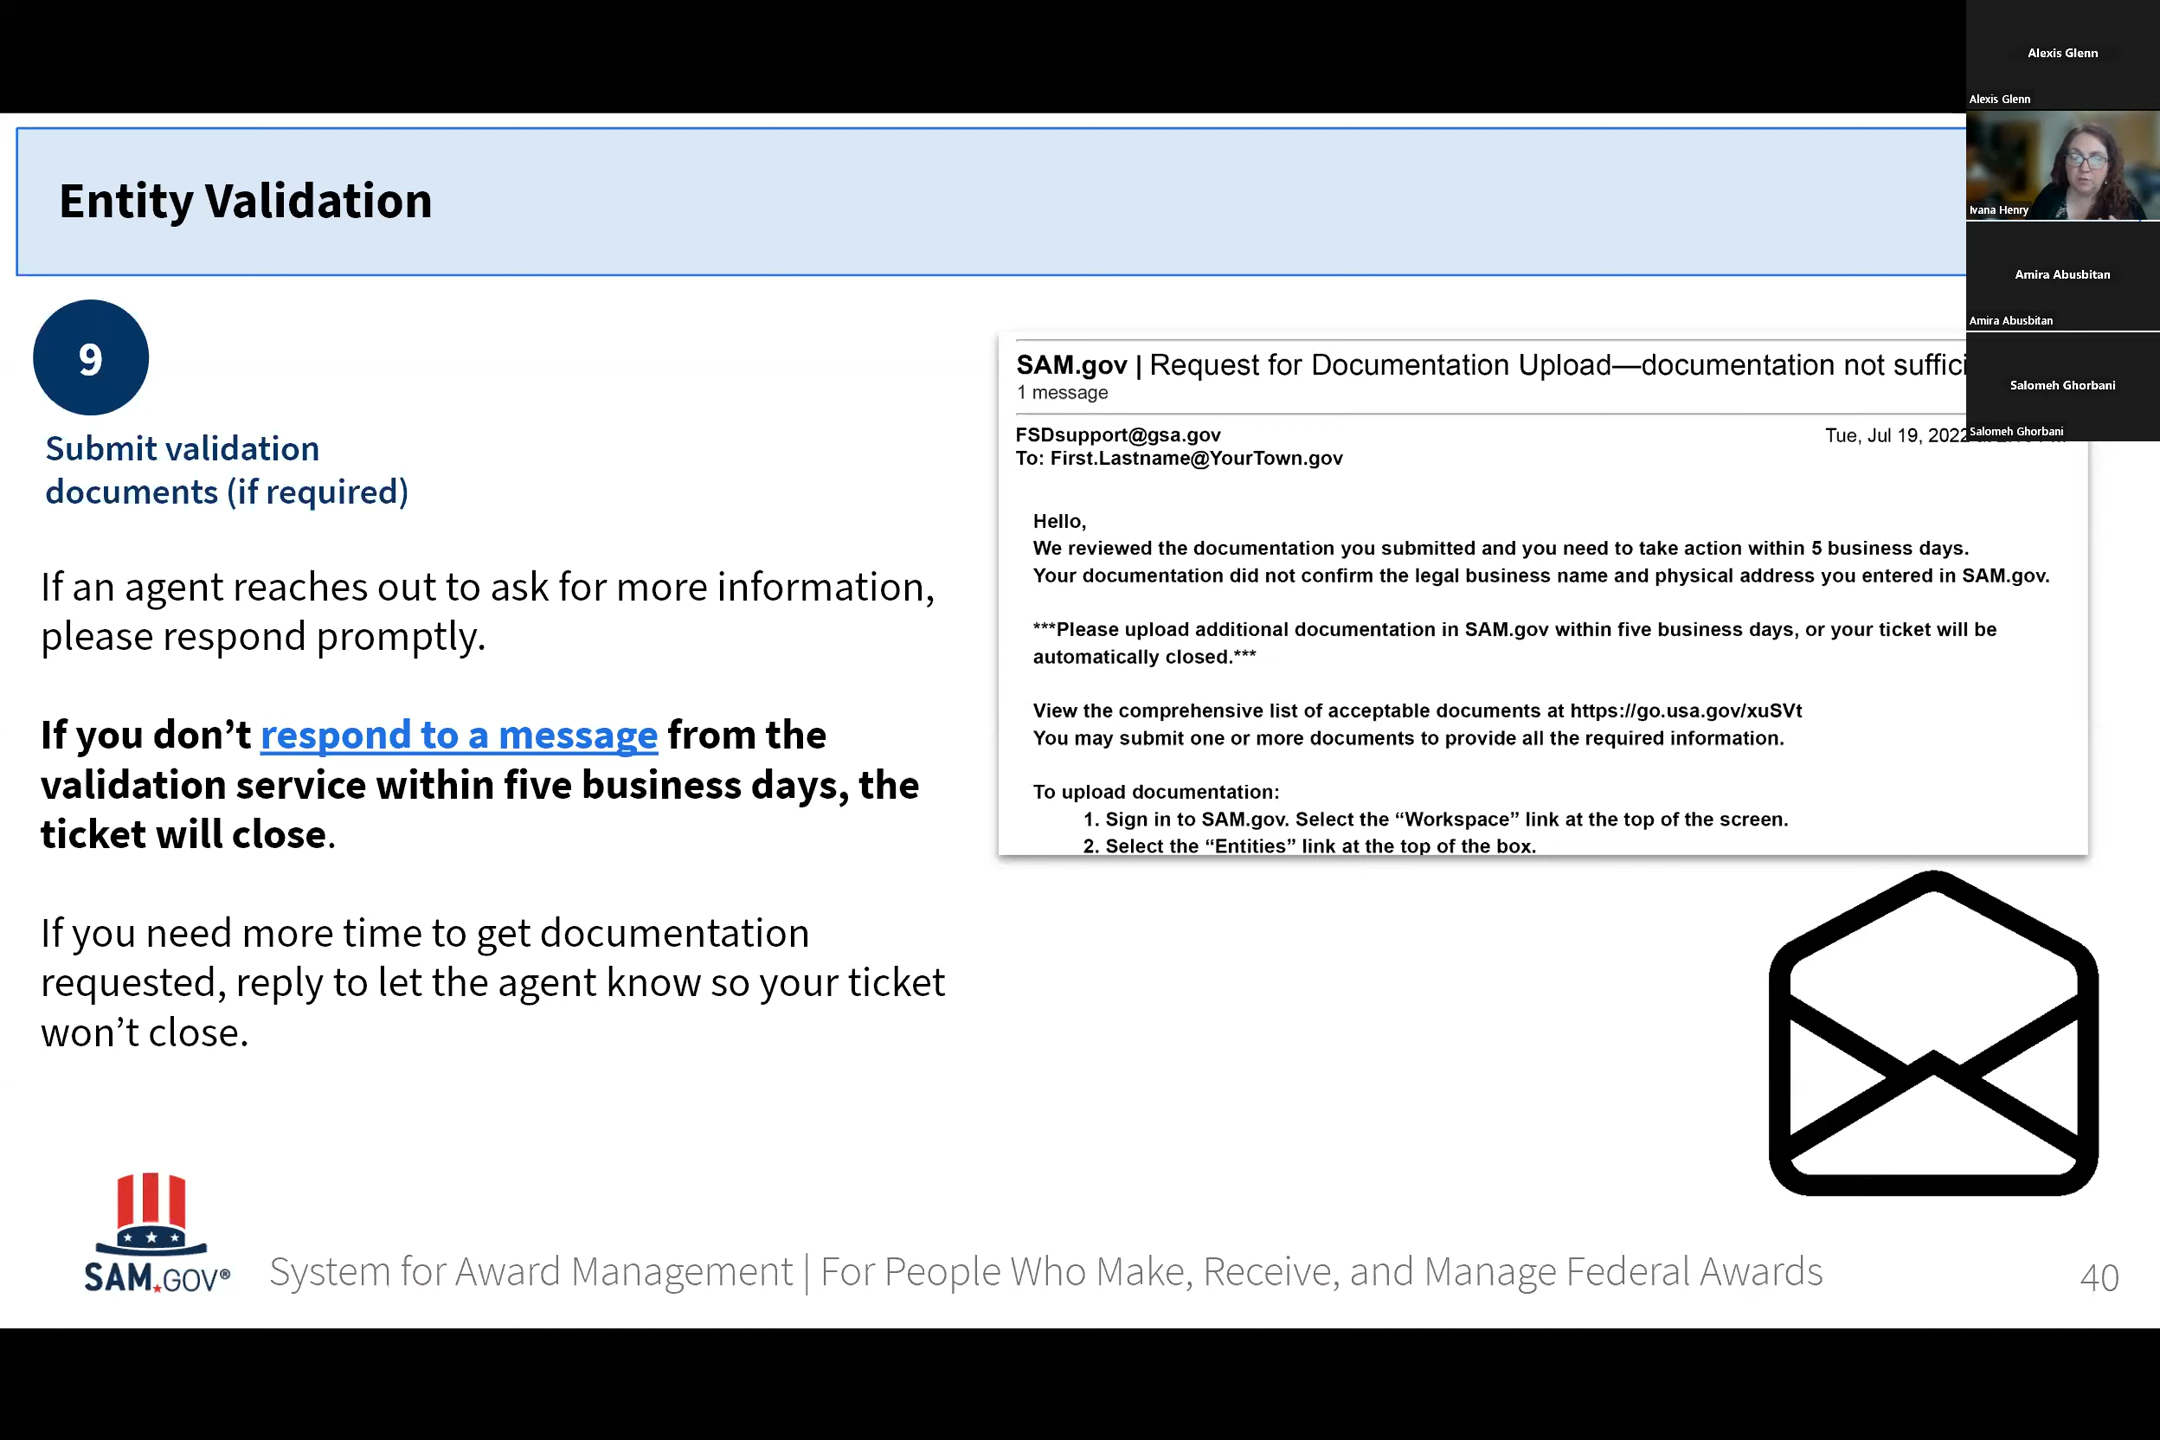 Alexis Glenn
Alexis Glenn
Ivana Henry
Amira Abusbitan
Amira Abusbitan
Salomeh Ghorbani
Salomeh Ghorbani
Entity Validation
9
Submit validation
documents (if required)
If an agent reaches out to ask for more information,
please respond promptly.
If you don’t respond to a message from the
validation service within five business days, the
ticket will close.
If you need more time to get documentation
requested, reply to let the agent know so your ticket
won’t close.
SAM.gov | Request for Documentation Upload—documentation not suffici
1 message
FSDsupport@gsa.gov
Tue, Jul 19, 2022
To: First.Lastname@YourTown.gov
Hello,
We reviewed the documentation you submitted and you need to take action within 5 business days.
Your documentation did not confirm the legal business name and physical address you entered in SAM.gov.
***Please upload additional documentation in SAM.gov within five business days, or your ticket will be
automatically closed.***
View the comprehensive list of acceptable documents at https://go.usa.gov/xuSVt
You may submit one or more documents to provide all the required information.
To upload documentation:
1. Sign in to SAM.gov. Select the “Workspace” link at the top of the screen.
2. Select the “Entities” link at the top of the box.
SAM.GOV®
System for Award Management | For People Who Make, Receive, and Manage Federal Awards
40